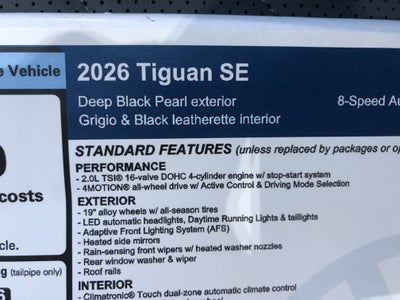 e Vehicle
2026 Tiguan SE
Deep Black Pearl exterior
8-Speed Au
Grigio & Black leatherette interior
STANDARD FEATURES (unless replaced by packages or op
PERFORMANCE
- 2.0L TSI® 16-valve DOHC 4-cylinder engine w/ stop-start system
- 4MOTION® all-wheel drive w/ Active Control & Driving Mode Selection
EXTERIOR
- 19" alloy wheels w/ all-season tires
- LED automatic headlights, Daytime Running Lights & taillights
- Adaptive Front Lighting System (AFS)
- Heated side mirrors
- Rain-sensing front wipers w/ heated washer nozzles
- Rear window washer & wiper
- Roof rails
INTERIOR
- Climatronic® Touch dual-zone automatic climate control
costs
cle.
g (tailpipe only)